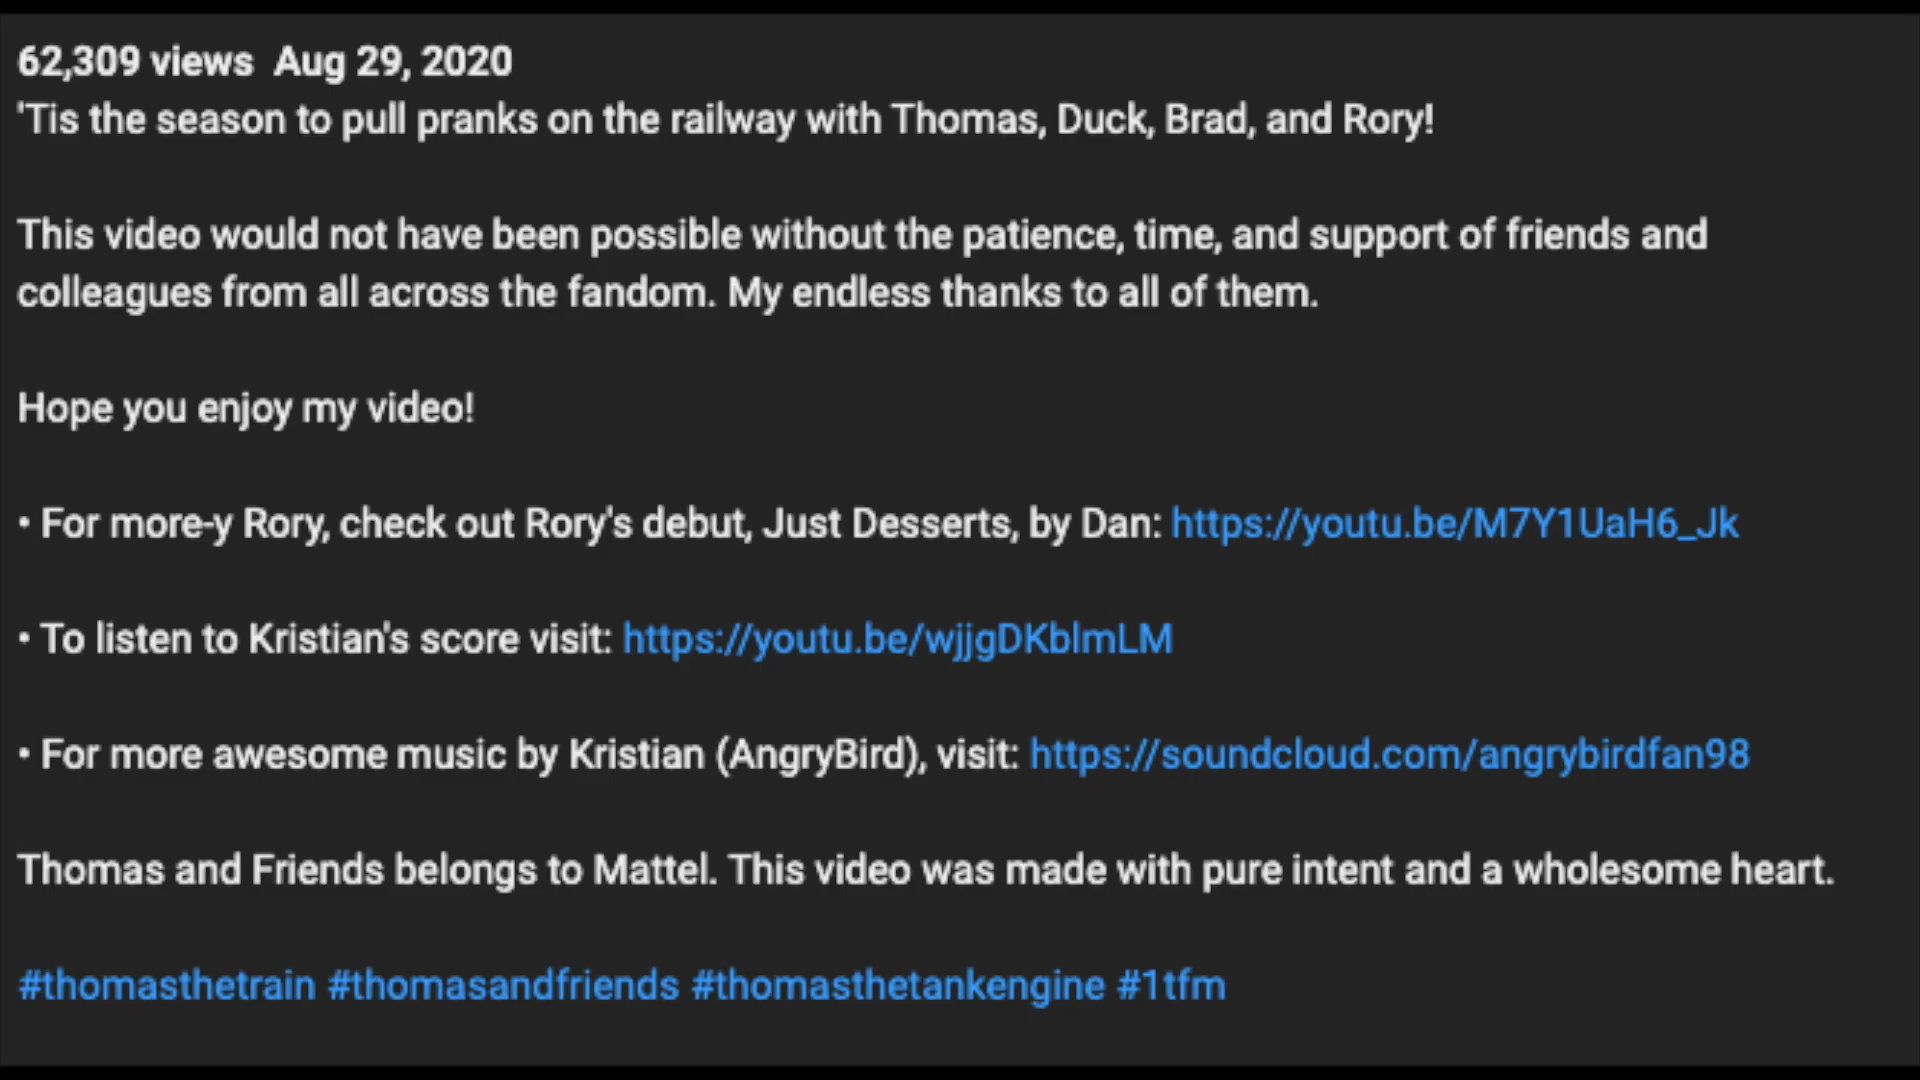 62,309 views  Aug 29, 2020
'Tis the season to pull pranks on the railway with Thomas, Duck, Brad, and Rory!
This video would not have been possible without the patience, time, and support of friends and
colleagues from all across the fandom. My endless thanks to all of them.
Hope you enjoy my video!
• For more-y Rory, check out Rory's debut, Just Desserts, by Dan: https://youtu.be/M7Y1UaH6_Jk
• To listen to Kristian's score visit: https://youtu.be/wjjgDKblmLM
• For more awesome music by Kristian (AngryBird), visit: https://soundcloud.com/angrybirdfan98
Thomas and Friends belongs to Mattel. This video was made with pure intent and a wholesome heart.
#thomasthetrain #thomasandfriends #thomasthetankengine #1tfm